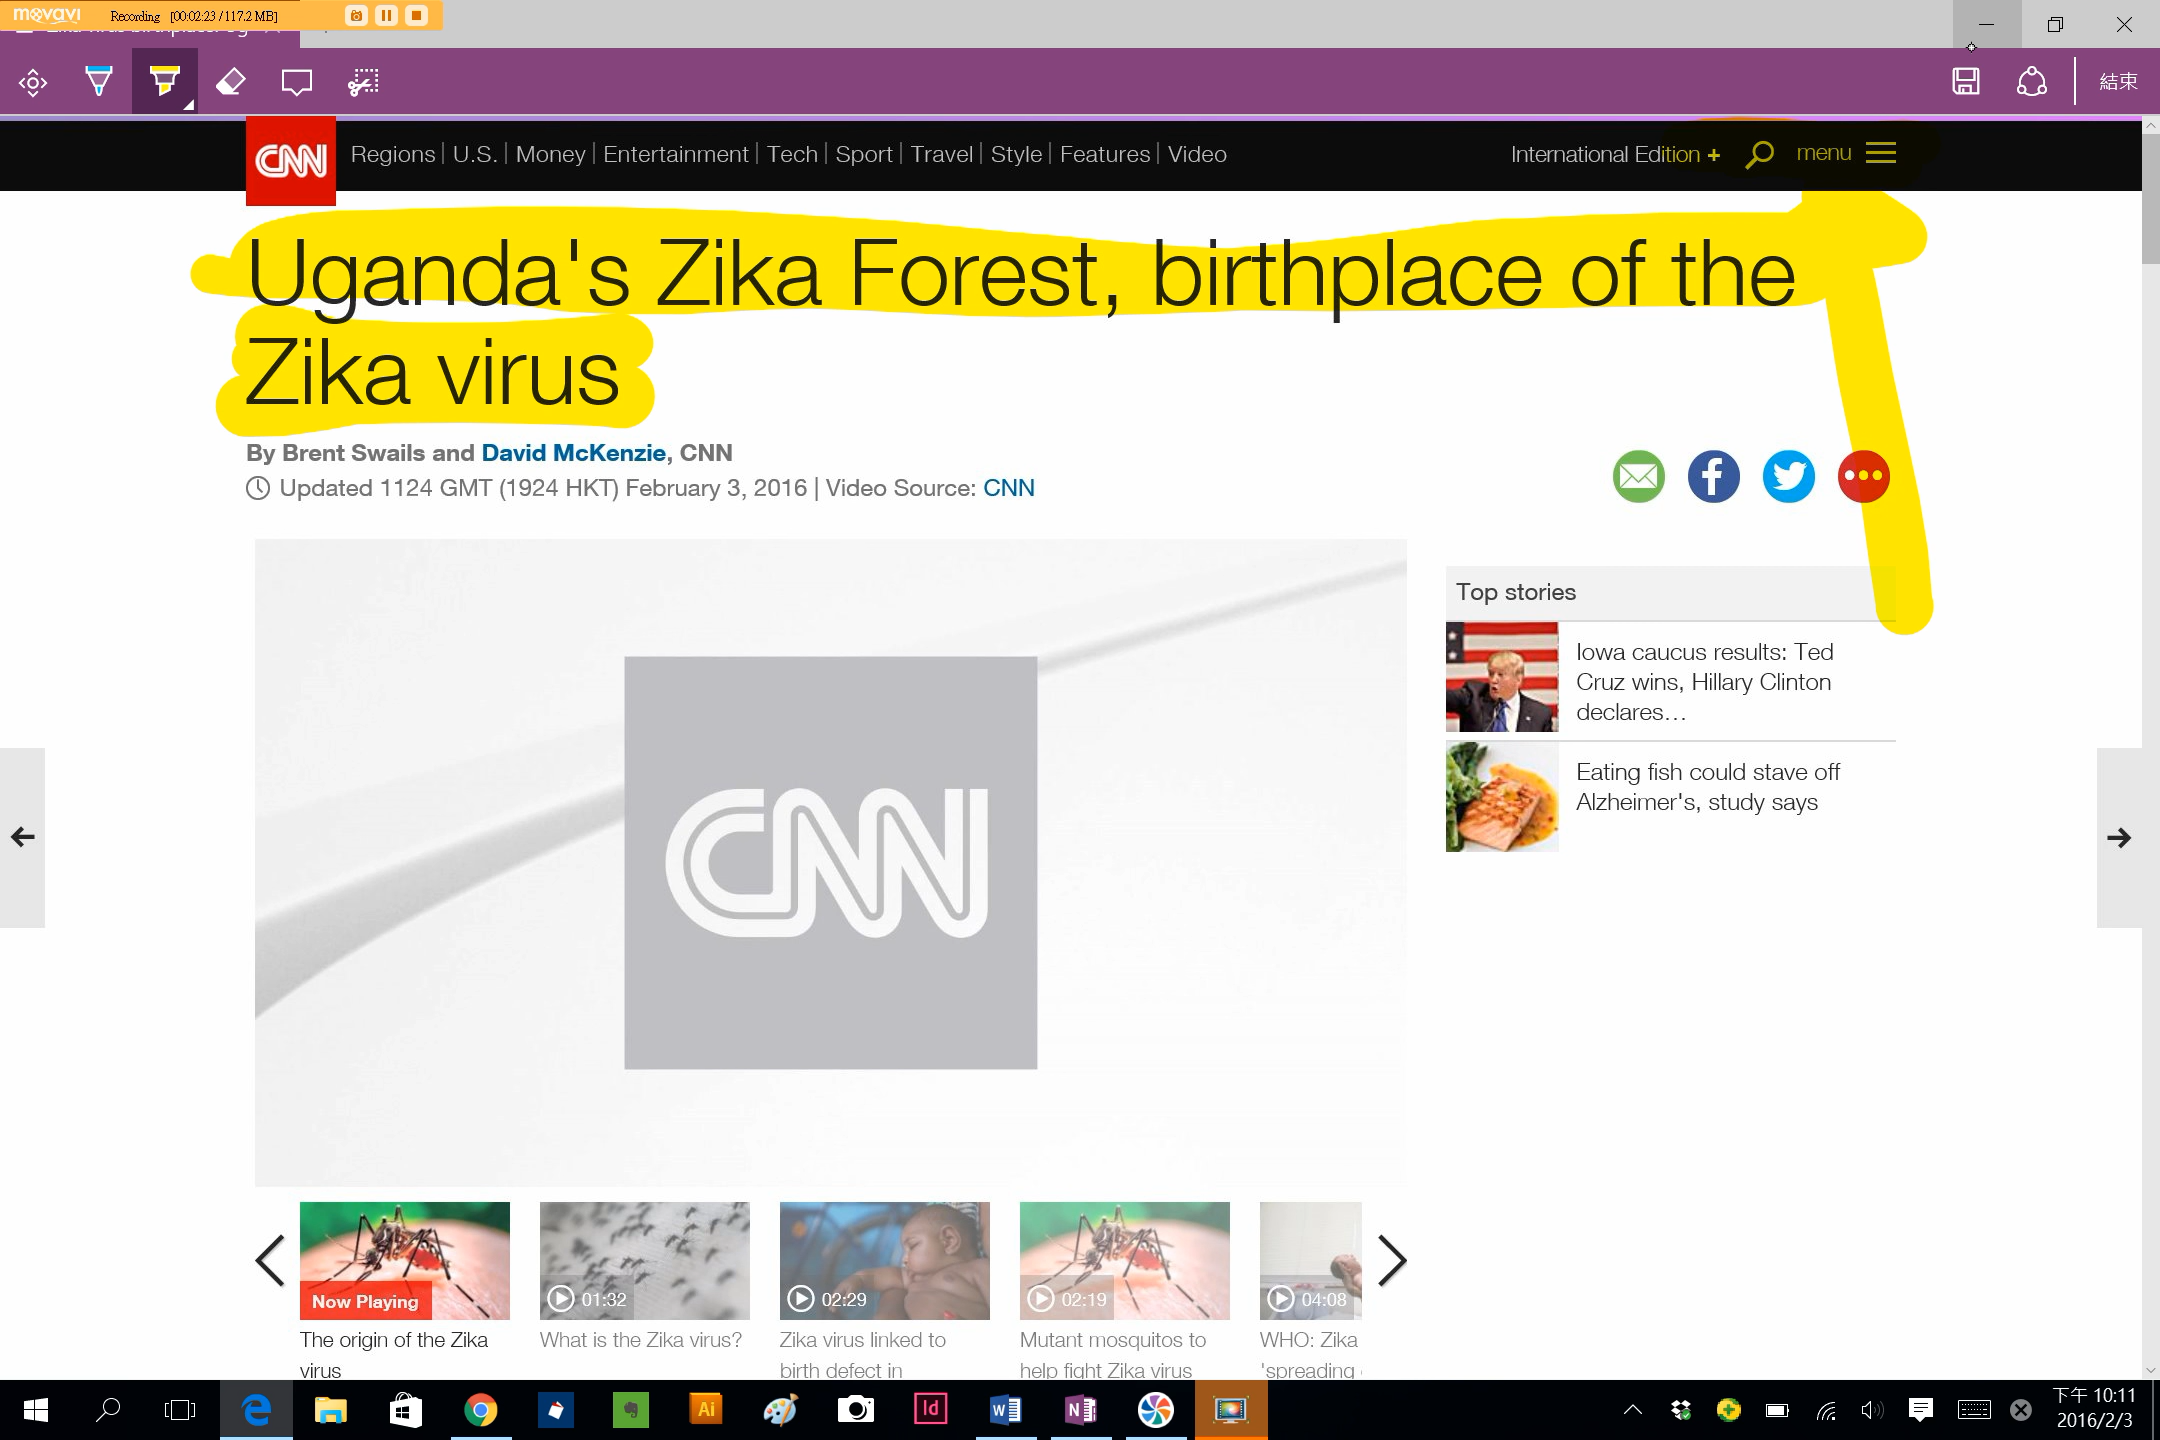 movavi Recording [00:02:23 / 117.2 MB]
結束
CNN Regions U.S. Money Entertainment Tech Sport Travel Style Features Video International Edition + menu
Uganda's Zika Forest, birthplace of the
Zika virus
By Brent Swails and David McKenzie, CNN
Updated 1124 GMT (1924 HKT) February 3, 2016 | Video Source: CNN
Top stories
Iowa caucus results: Ted
Cruz wins, Hillary Clinton
declares…
Eating fish could stave off
Alzheimer's, study says
CNN
Now Playing
01:32
02:29
02:19
04:08
The origin of the Zika
virus
What is the Zika virus?
Zika virus linked to
birth defect in
Mutant mosquitos to
help fight Zika virus
WHO: Zika
'spreading
Ai
Id
W
N
下午 10:11
2016/2/3